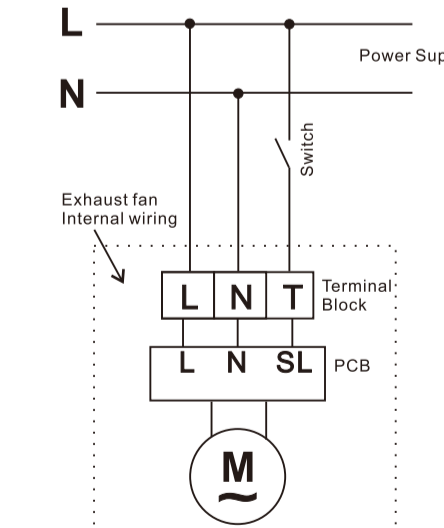 L
Power Sup
N
Switch
Exhaust fan
Internal wiring
L N T
Terminal
Block
L N SL
PCB
M
~